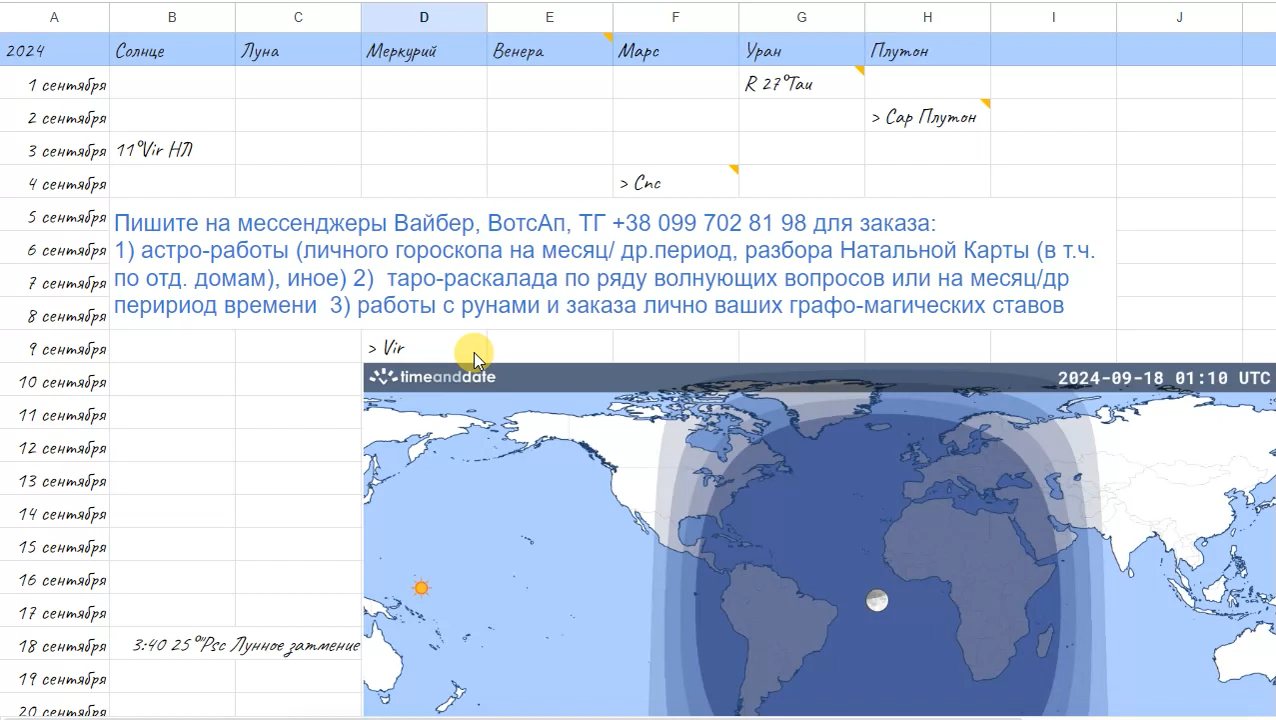 A B C D E F G H I J
2024 Солнце Луна Меркурий Венера Марс Уран Плутон
1 сентября R 27°Tau
2 сентября > Cap Плутон
3 сентября 11°Vir НЛ
4 сентября > Cnc
5 сентября
6 сентября
7 сентября
8 сентября
Пишите на мессенджеры Вайбер, ВотсАп, ТГ +38 099 702 81 98 для заказа:
1) астро-работы (личного гороскопа на месяц/ др.период, разбора Натальной Карты (в т.ч.
по отд. домам), иное) 2) таро-раскалада по ряду волнующих вопросов или на месяц/др
перириод времени 3) работы с рунами и заказа лично ваших графо-магических ставов
9 сентября > Vir
10 сентября
timeanddate 2024-09-18 01:10 UTC
11 сентября
12 сентября
13 сентября
14 сентября
15 сентября
16 сентября
17 сентября
18 сентября 3:40 25°"Psc Лунное затмение
19 сентября
20 сентября